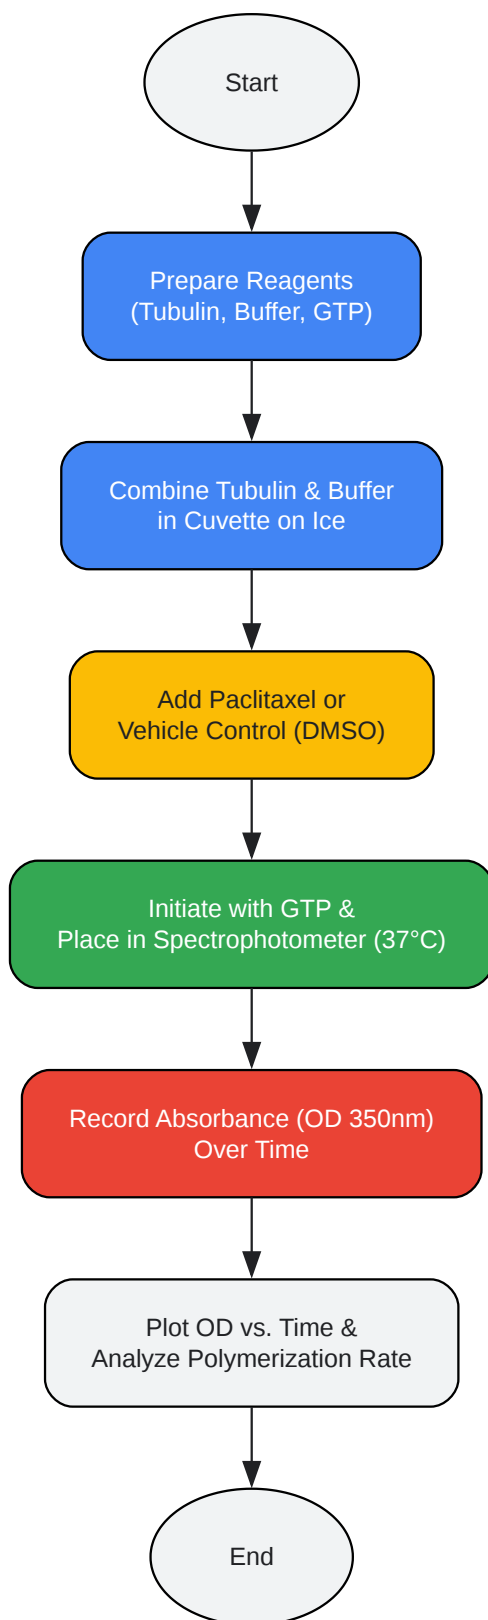 Start
Prepare Reagents
(Tubulin, Buffer, GTP)
Combine Tubulin & Buffer
in Cuvette on Ice
Add Paclitaxel or
Vehicle Control (DMSO)
Initiate with GTP &
Place in Spectrophotometer (37°C)
Record Absorbance (OD 350nm)
Over Time
Plot OD vs. Time &
Analyze Polymerization Rate
End